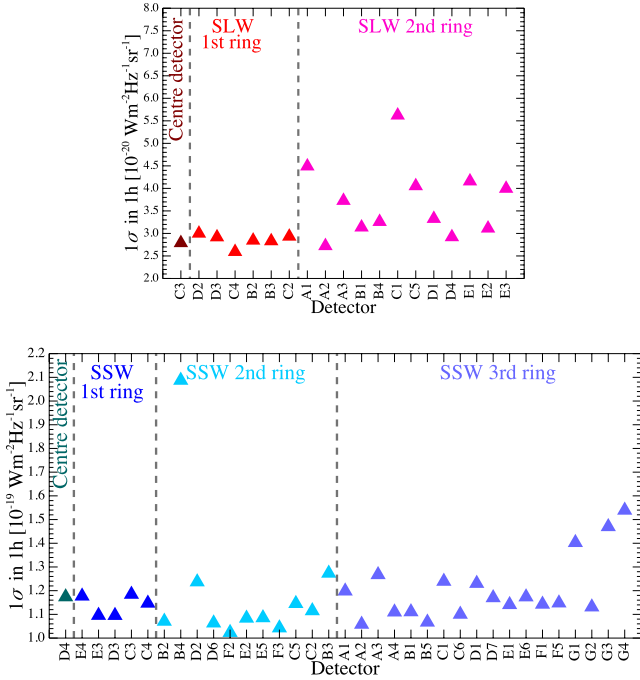 8.0
7.5
7.0
6.5
6.0
5.5
5.0
4.5
4.0
3.5
3.0
2.5
2.0
1σ in 1h [10⁻²⁰ Wm⁻²Hz⁻¹sr⁻¹]
Centre detector
SLW
1st ring
SLW 2nd ring
C3 D2 D3 C4 B2 B3 C2 A1 A2 A3 B1 B4 C1 C5 D1 D4 E1 E2 E3
Detector
2.2
2.1
2.0
1.9
1.8
1.7
1.6
1.5
1.4
1.3
1.2
1.1
1.0
1σ in 1h [10⁻¹⁹ Wm⁻²Hz⁻¹sr⁻¹]
Centre detector
SSW
1st ring
SSW 2nd ring
SSW 3rd ring
D4 E4 E3 D3 C3 C4 B2 B4 D2 D6 F2 E2 E5 F3 C5 C2 B3 A1 A2 A3 A4 B1 B5 C1 C6 D1 D7 E1 E6 F1 F5 G1 G2 G3 G4
Detector